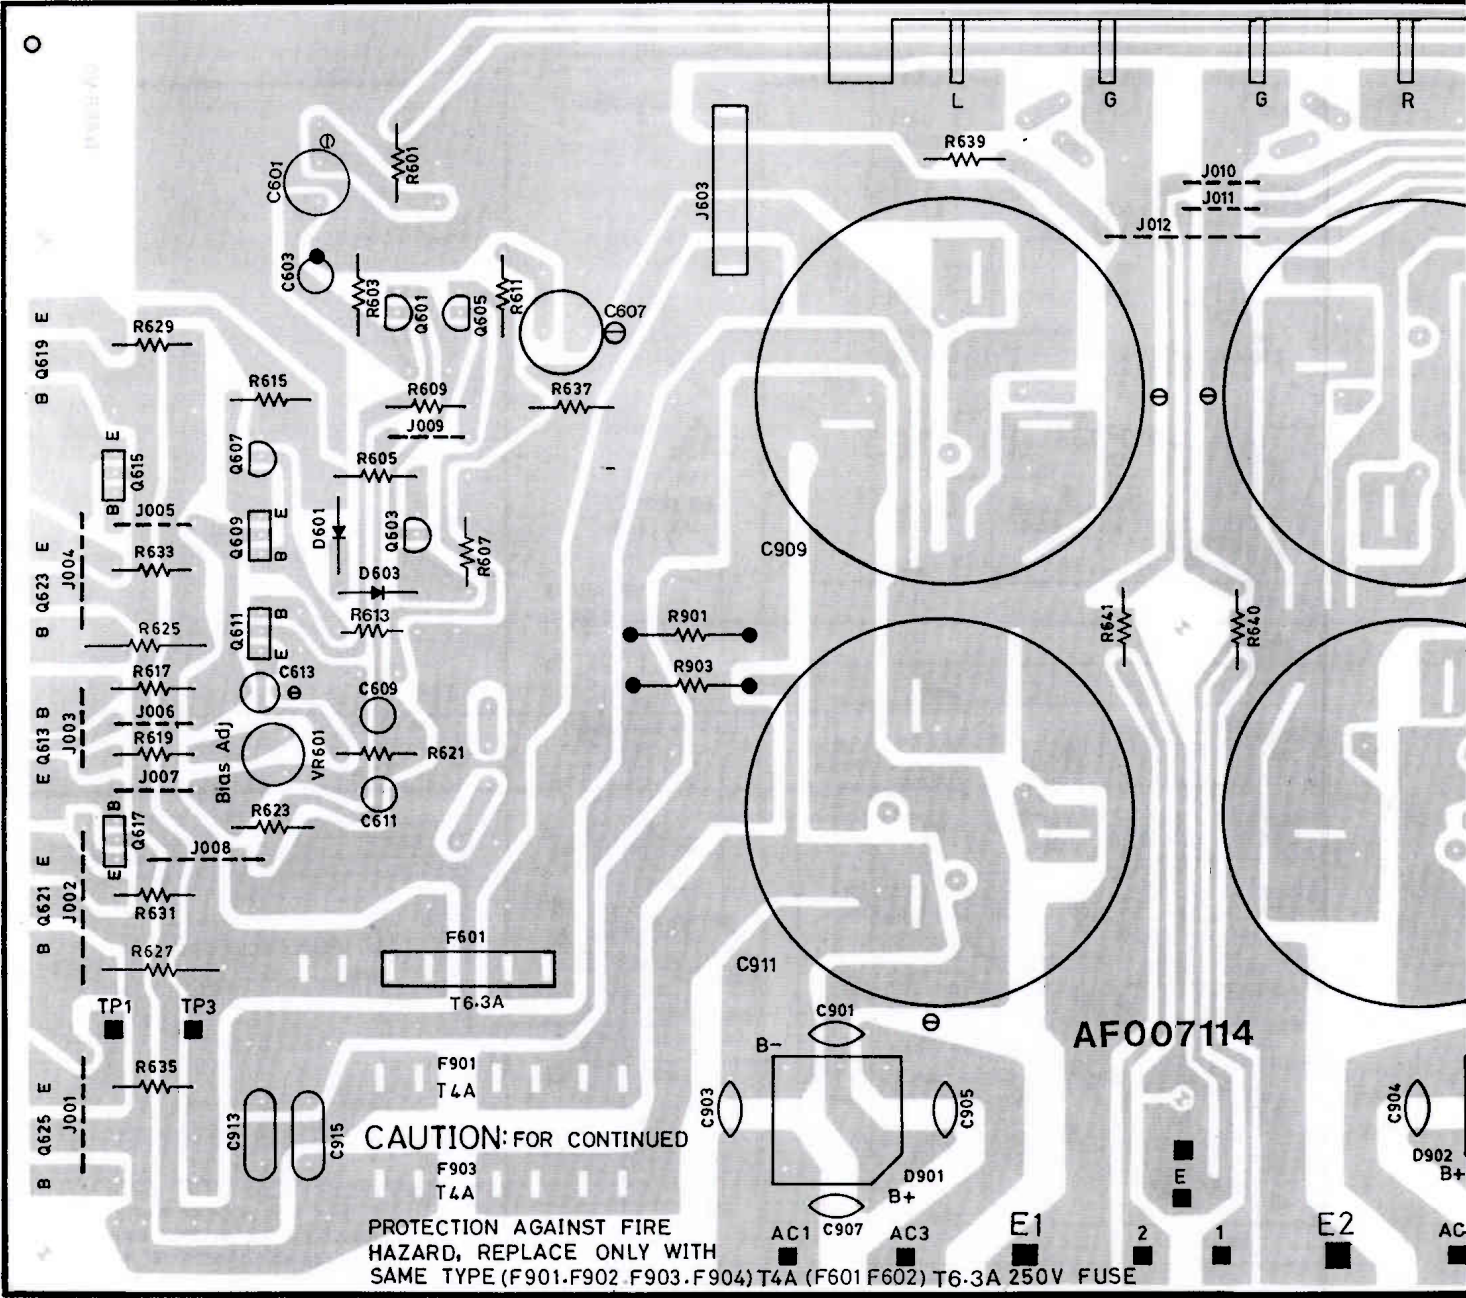 L G G R
R639
J010
J011
J012
C601
R601
J603
C603
R603
Q601
Q605
R611
C607
E
Q619
B
R629
R615
R609
R637
J009
E
Q615
B
Q607
R605
J005
Q609
E
B
D601
Q603
R607
C909
E
Q623
B
J004
R633
D603
R625
Q611
B
E
R613
R901
R641
R640
R617
C613
C609
R903
B
Q613
E
J003
J006
R619
J007
Bias Adj
VR601
R621
B
Q617
E
R623
C611
J008
E
Q621
B
J002
R631
R627
F601
T6.3A
C911
TP1 TP3
C901
B-
AF007114
R635
E
Q625
B
J001
C913
C915
F901
T4A
C903
C905
C904
CAUTION: FOR CONTINUED
F903
T4A
D901
B+
C907
E
D902
B+
PROTECTION AGAINST FIRE
HAZARD, REPLACE ONLY WITH
SAME TYPE (F901.F902 F903.F904) T4A (F601 F602) T6.3A 250V FUSE
AC1 AC3 E1 2 1 E2 AC